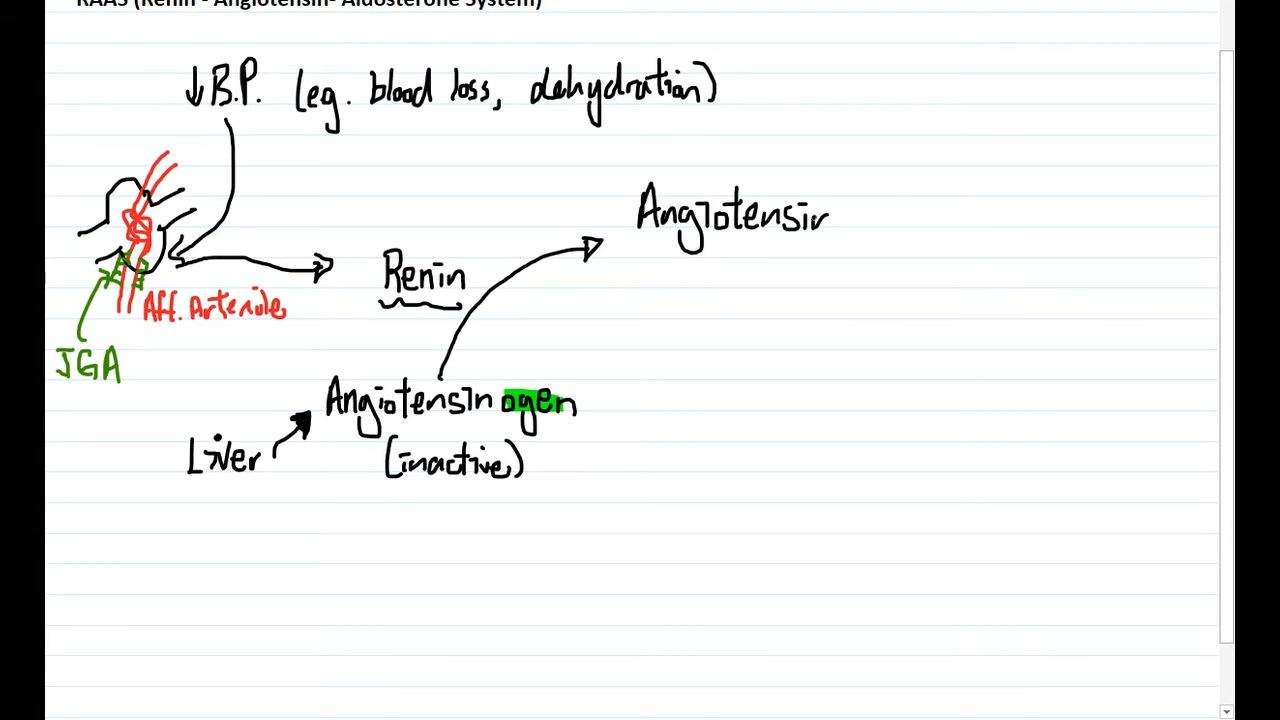 RAAS (Renin - Angiotensin- Aldosterone System)
↓B.P. (eg. blood loss, dehydration)
Angiotensin
Renin
Aff. Arteriole
JGA
Angiotensinogen
Liver
(inactive)